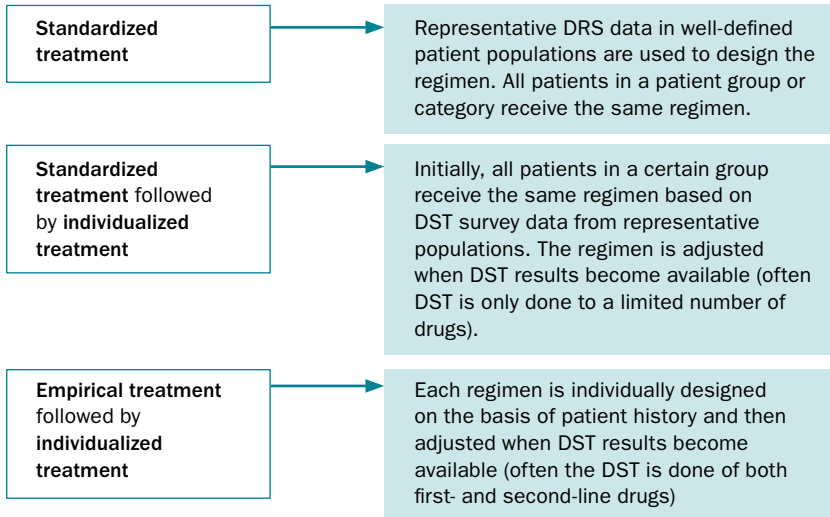 Standardized
treatment
Representative DRS data in well-defined
patient populations are used to design the
regimen. All patients in a patient group or
category receive the same regimen.
Standardized
treatment followed
by individualized
treatment
Initially, all patients in a certain group
receive the same regimen based on
DST survey data from representative
populations. The regimen is adjusted
when DST results become available (often
DST is only done to a limited number of
drugs).
Empirical treatment
followed by
individualized
treatment
Each regimen is individually designed
on the basis of patient history and then
adjusted when DST results become
available (often the DST is done of both
first- and second-line drugs)